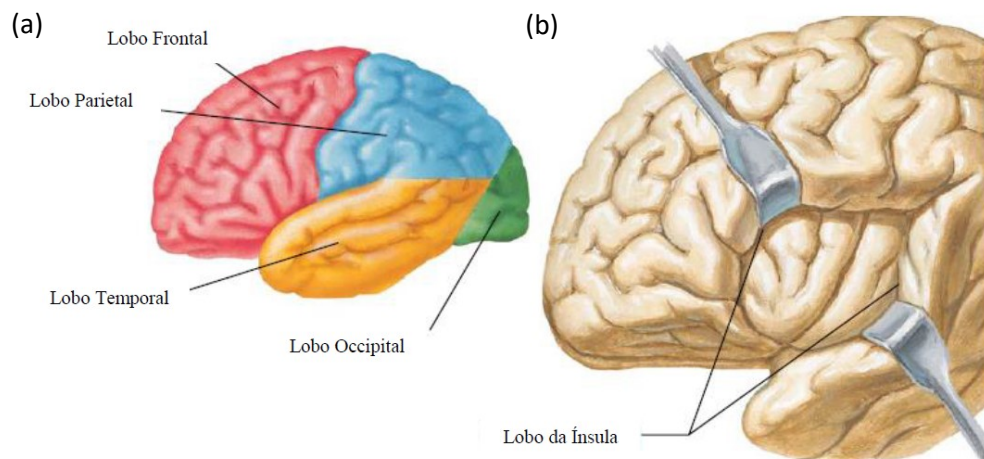 (a)
Lobo Frontal
Lobo Parietal
Lobo Temporal
Lobo Occipital
(b)
Lobo da Ínsula